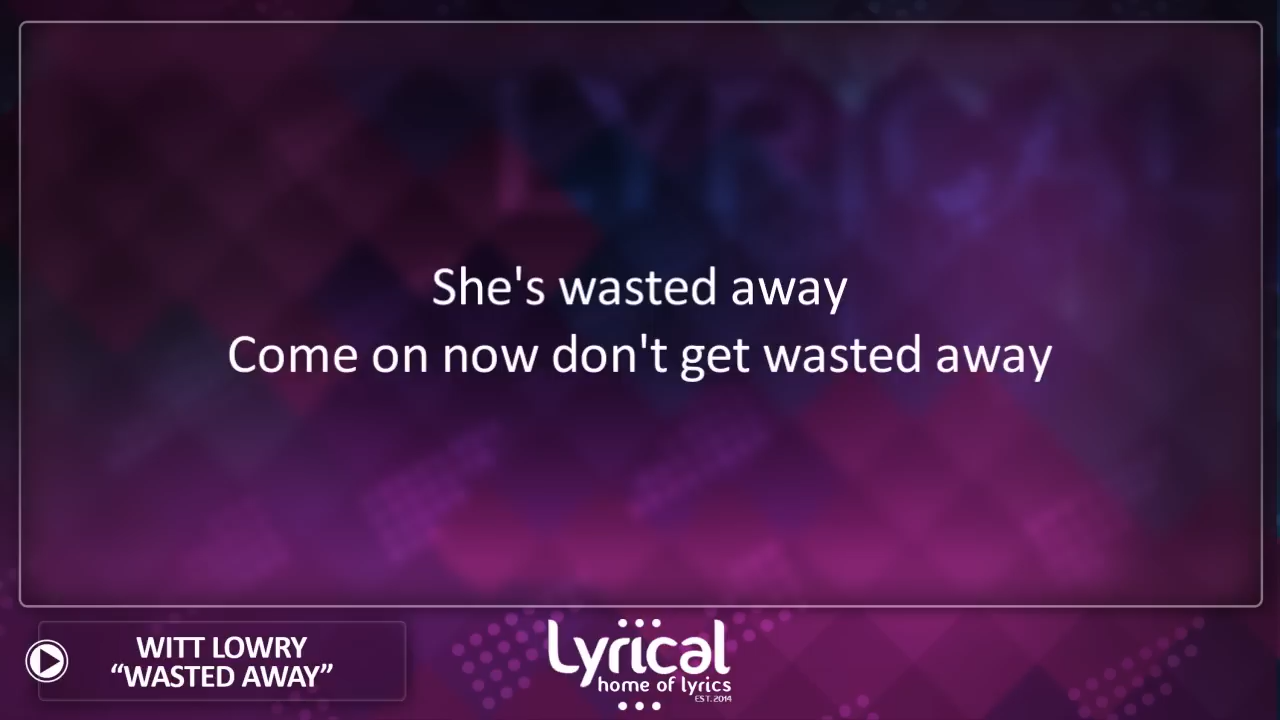 LYRICAL
She's wasted away
Come on now don't get wasted away
WITT LOWRY
“WASTED AWAY”
Lyrical
home of lyrics
EST. 2014